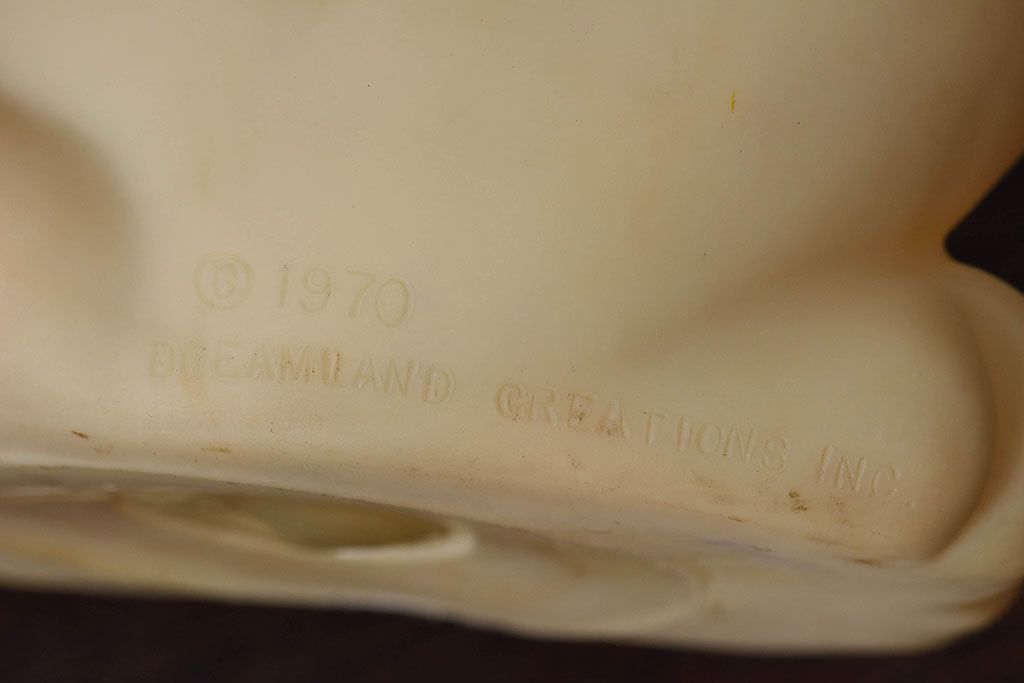 © 1970
DREAMLAND CREATIONS INC.